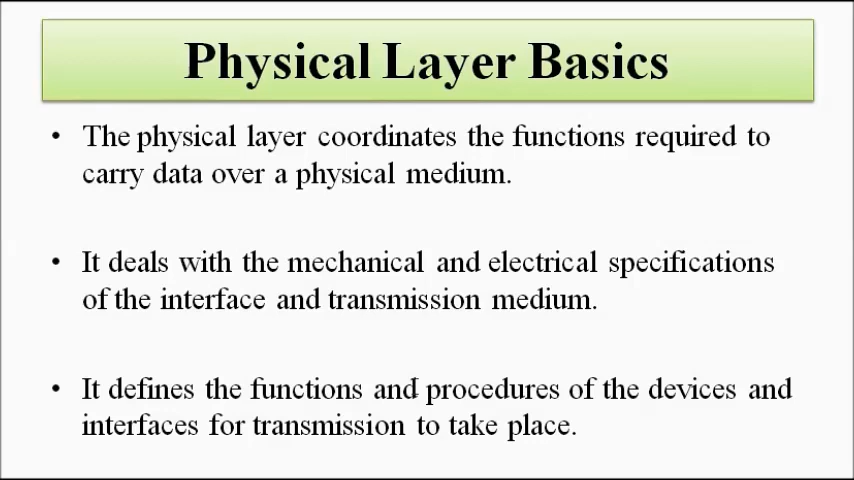 Physical Layer Basics
• The physical layer coordinates the functions required to
carry data over a physical medium.
• It deals with the mechanical and electrical specifications
of the interface and transmission medium.
• It defines the functions and procedures of the devices and
interfaces for transmission to take place.